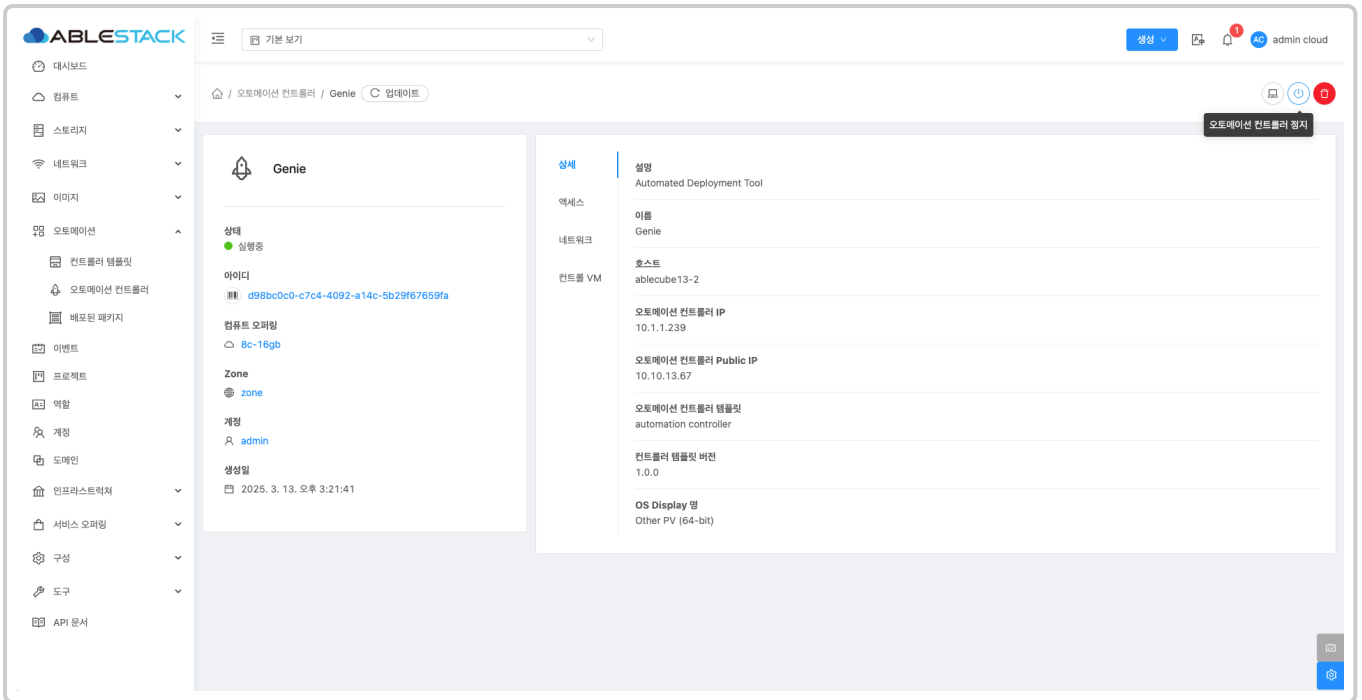 ABLESTACK
기본 보기
생성
1
AC
admin cloud
대시보드
컴퓨트
스토리지
네트워크
이미지
오토메이션
컨트롤러 템플릿
오토메이션 컨트롤러
배포된 패키지
이벤트
프로젝트
역할
계정
도메인
인프라스트럭쳐
서비스 오퍼링
구성
도구
API 문서
/ 오토메이션 컨트롤러 / Genie 업데이트
오토메이션 컨트롤러 정지
Genie
상태
실행중
아이디
d98bc0c0-c7c4-4092-a14c-5b29f67659fa
컴퓨트 오퍼링
8c-16gb
Zone
zone
계정
admin
생성일
2025. 3. 13. 오후 3:21:41
상세
액세스
네트워크
컨트롤 VM
설명
Automated Deployment Tool
이름
Genie
호스트
ablecube13-2
오토메이션 컨트롤러 IP
10.1.1.239
오토메이션 컨트롤러 Public IP
10.10.13.67
오토메이션 컨트롤러 템플릿
automation controller
컨트롤러 템플릿 버전
1.0.0
OS Display 명
Other PV (64-bit)